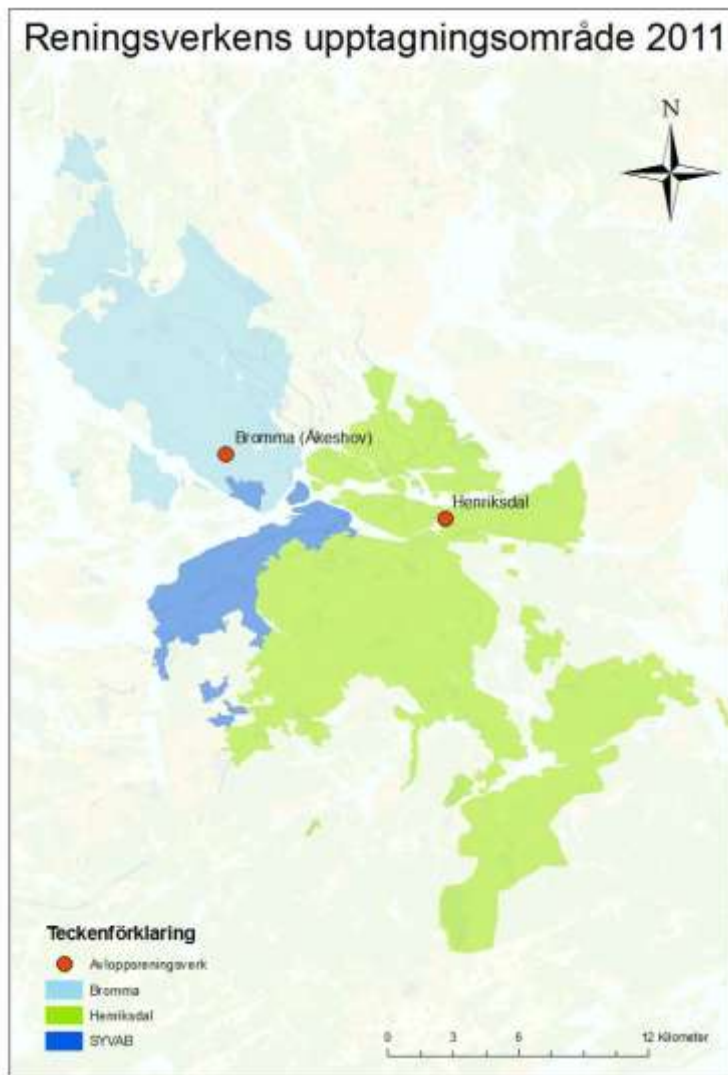 Reningsverkens upptagningsområde 2011
N
Bromma (Åkeshov)
Henriksdal
Teckenförklaring
Avloppsreningsverk
Bromma
Henriksdal
SYVAB
0 3 6 12 Kilometer